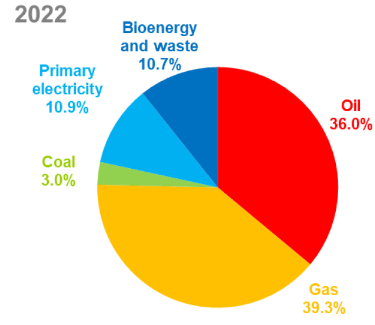 2022
Bioenergy
and waste
10.7%
Primary
electricity
10.9%
Oil
36.0%
Coal
3.0%
Gas
39.3%